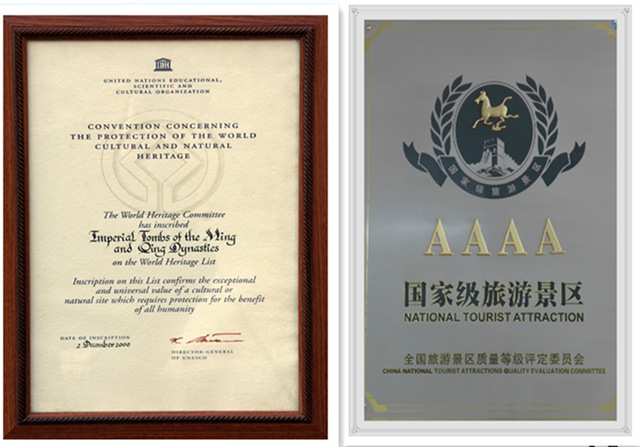 UNITED NATIONS EDUCATIONAL,
SCIENTIFIC AND
CULTURAL ORGANIZATION
CONVENTION CONCERNING
THE PROTECTION OF THE WORLD
CULTURAL AND NATURAL
HERITAGE
The World Heritage Committee
has inscribed
Imperial Tombs of the Ming
and Qing Dynasties
on the World Heritage List
Inscription on this List confirms the exceptional
and universal value of a cultural or
natural site which requires protection for the benefit
of all humanity
DATE OF INSCRIPTION
2 December 2000
DIRECTOR-GENERAL
OF UNESCO
国家级旅游景区
AAAA
国家级旅游景区
NATIONAL TOURIST ATTRACTION
全国旅游景区质量等级评定委员会
CHINA NATIONAL TOURIST ATTRACTIONS QUALITY EVALUATION COMMITTEE